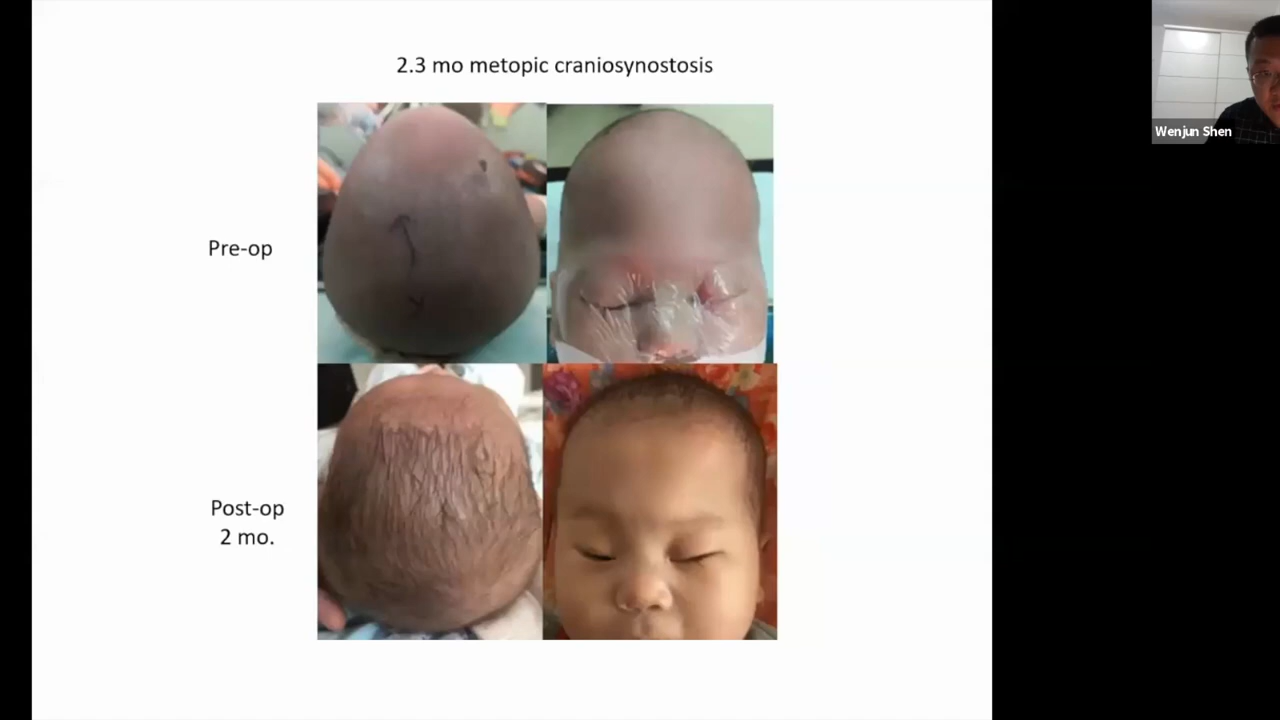 2.3 mo metopic craniosynostosis
Wenjun Shen
Pre-op
Post-op
2 mo.